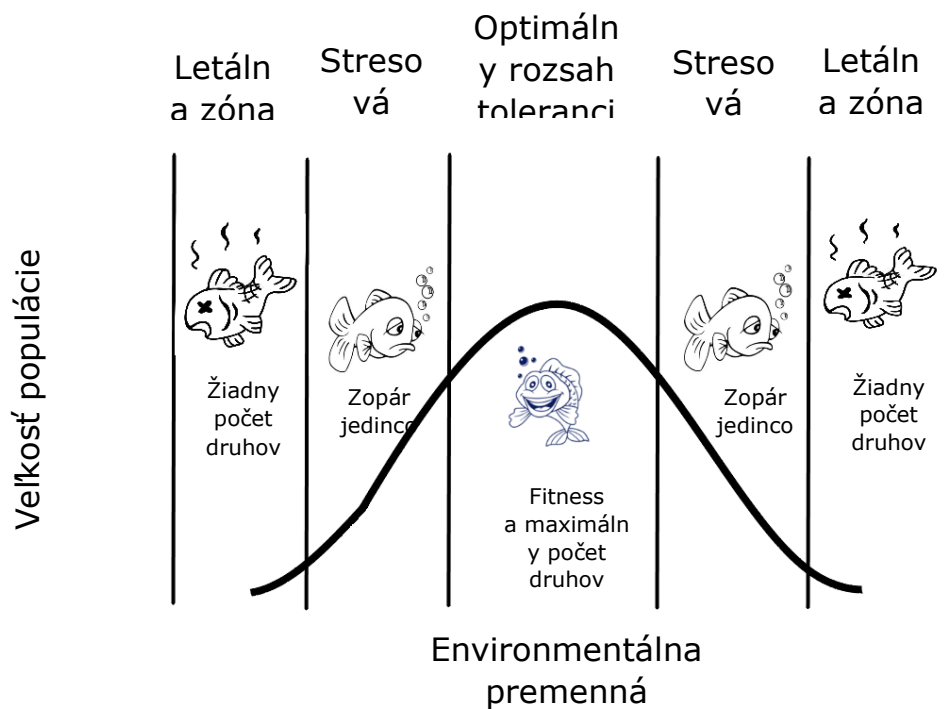 Letáln
a zóna
Streso
vá
Optimáln
y rozsah
toleranci
Streso
vá
Letáln
a zóna
Veľkosť populácie
Žiadny
počet
druhov
Zopár
jedinco
Fitness
a maximáln
y počet
druhov
Zopár
jedinco
Žiadny
počet
druhov
Environmentálna
premenná